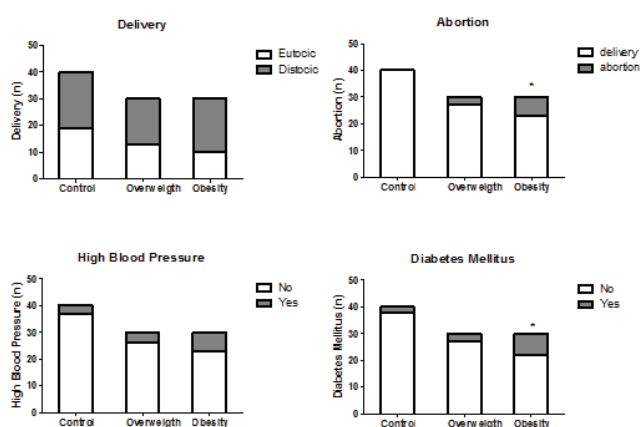 Delivery
Eutocic
Distocic
Delivery (n)
50
40
30
20
10
0
Control
Overweigth
Obesity
Abortion
delivery
abortion
Abortion (n)
50
40
30
20
10
0
*
Control
Overweigth
Obesity
High Blood Pressure
No
Yes
High Blood Pressure (n)
50
40
30
20
10
0
Control
Overweigth
Obesity
Diabetes Mellitus
No
Yes
Diabetes Mellitus (n)
50
40
30
20
10
0
*
Control
Overweigth
Obesity